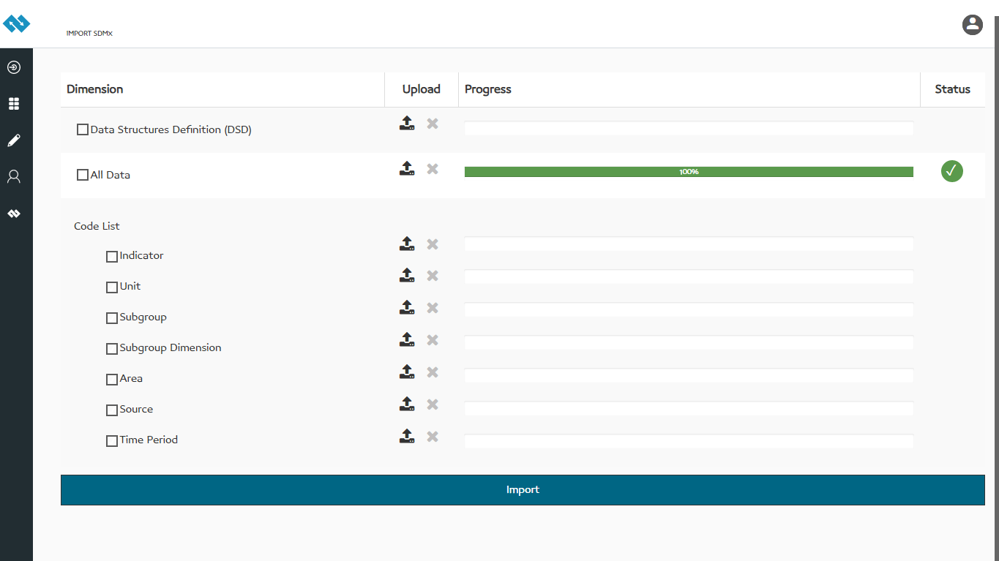 IMPORT SDMX
Dimension Upload Progress Status
Data Structures Definition (DSD)
All Data 100%
Code List
Indicator
Unit
Subgroup
Subgroup Dimension
Area
Source
Time Period
Import